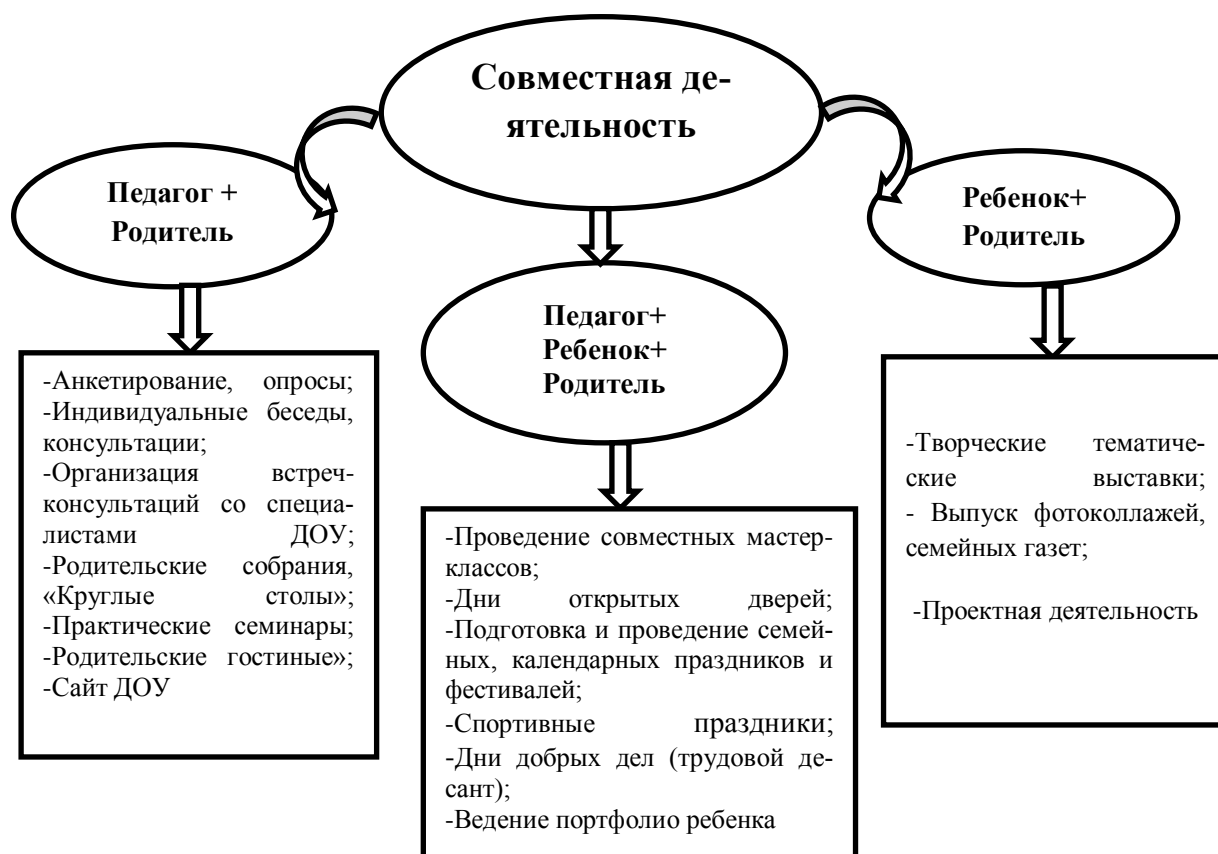 Совместная де-
ятельность
Педагог +
Родитель
Ребенок+
Родитель
Педагог+
Ребенок+
Родитель
-Анкетирование, опросы;
-Индивидуальные беседы,
консультации;
-Организация встреч-
консультаций со специа-
листами ДОУ;
-Родительские собрания,
«Круглые столы»;
-Практические семинары;
-Родительские гостиные»;
-Сайт ДОУ
-Проведение совместных мастер-
классов;
-Дни открытых дверей;
-Подготовка и проведение семей-
ных, календарных праздников и
фестивалей;
-Спортивные праздники;
-Дни добрых дел (трудовой де-
сант);
-Ведение портфолио ребенка
-Творческие тематиче-
ские выставки;
- Выпуск фотоколлажей,
семейных газет;
-Проектная деятельность